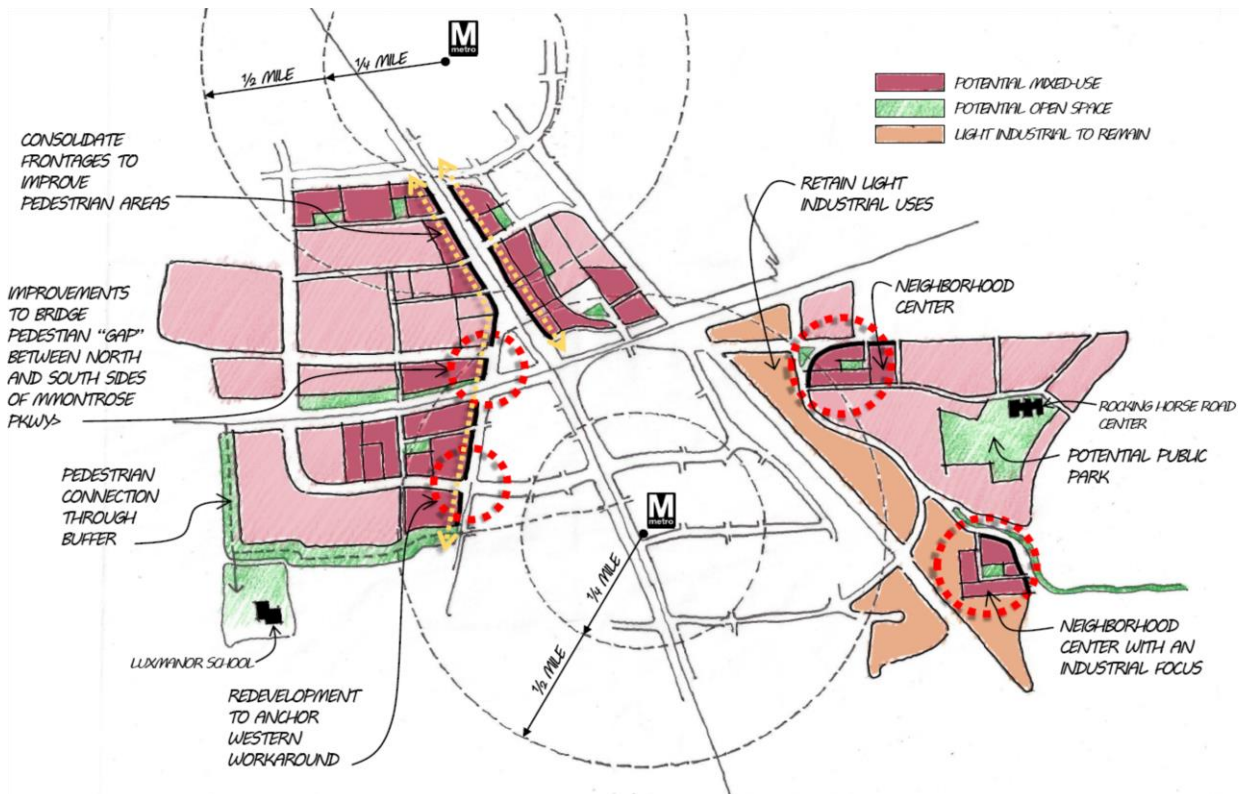 M
metro
1/2 MILE
1/4 MILE
POTENTIAL MIXED-USE
POTENTIAL OPEN SPACE
LIGHT INDUSTRIAL TO REMAIN
CONSOLIDATE
FRONTAGES TO
IMPROVE
PEDESTRIAN AREAS
RETAIN LIGHT
INDUSTRIAL USES
IMPROVEMENTS
TO BRIDGE
PEDESTIAN "GAP"
BETWEEN NORTH
AND SOUTH SIDES
OF MMONTROSE
PKWY>
NEIGHBORHOOD
CENTER
ROCKING HORSE ROAD
CENTER
POTENTIAL PUBLIC
PARK
PEDESTRIAN
CONNECTION
THROUGH
BUFFER
M
metro
1/4 MILE
1/2 MILE
LUXMANOR SCHOOL
NEIGHBORHOOD
CENTER WITH AN
INDUSTRIAL FOCUS
REDEVELOPMENT
TO ANCHOR
WESTERN
WORKAROUND